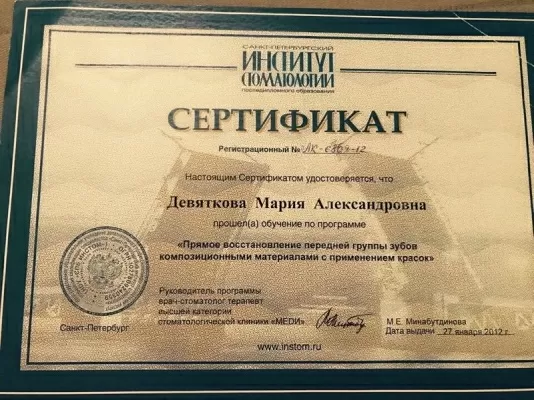 САНКТ-ПЕТЕРБУРГСКИЙ
ИНСТИТУТ
СТОМАТОЛОГИИ
последипломного образования
СЕРТИФИКАТ
Регистрационный №
Настоящим Сертификатом удостоверяется, что
Девяткова Мария Александровна
прошел(а) обучение по программе
«Прямое восстановление передней группы зубов
композиционными материалами с применением красок»
Руководитель программы
врач-стоматолог терапевт
высшей категории
стоматологической клиники «МЕДИ»
М.Е. Минабутдинова
Санкт-Петербург
Дата выдачи 27 января 2012 г.
www.instom.ru